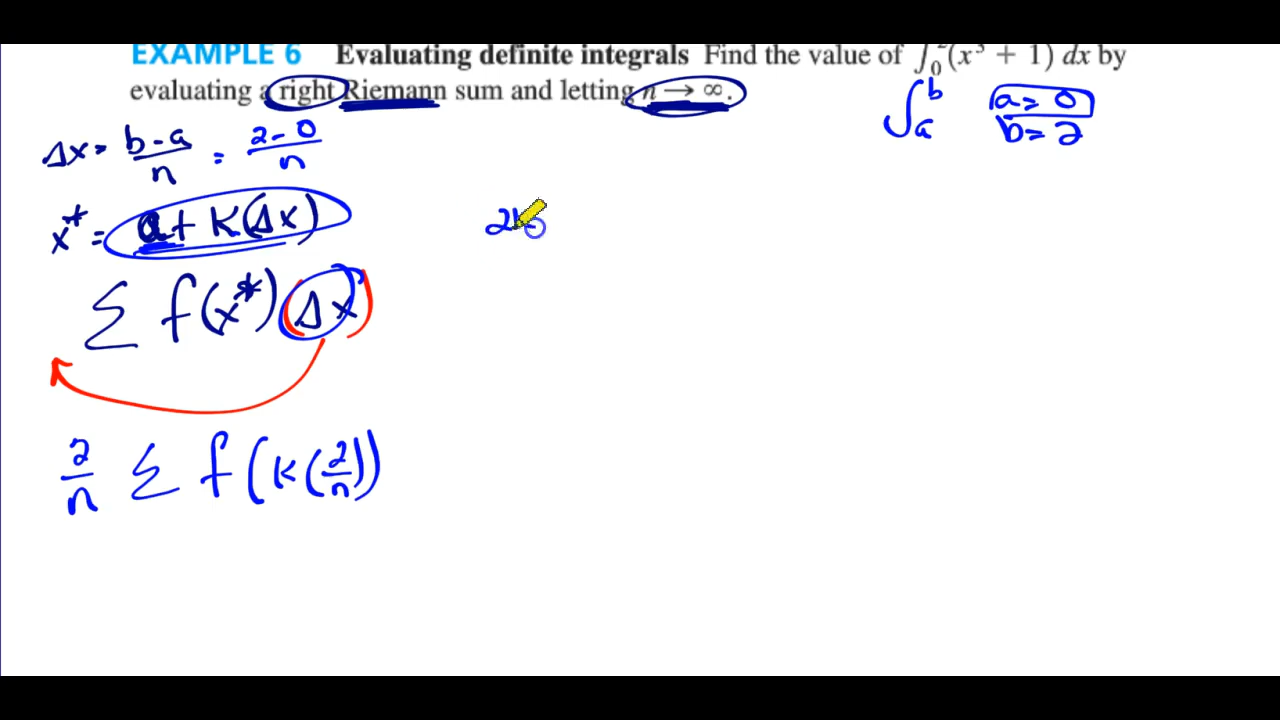 EXAMPLE 6 Evaluating definite integrals Find the value of ∫₀²(x³ + 1) dx by
evaluating a right Riemann sum and letting n → ∞.
∫ₐᵇ a = 0
b = 2
Δx = b-a/n = 2-0/n
x* = a + K(Δx)
Σ f(x*)(Δx)
2/n Σ f(K(2/n))